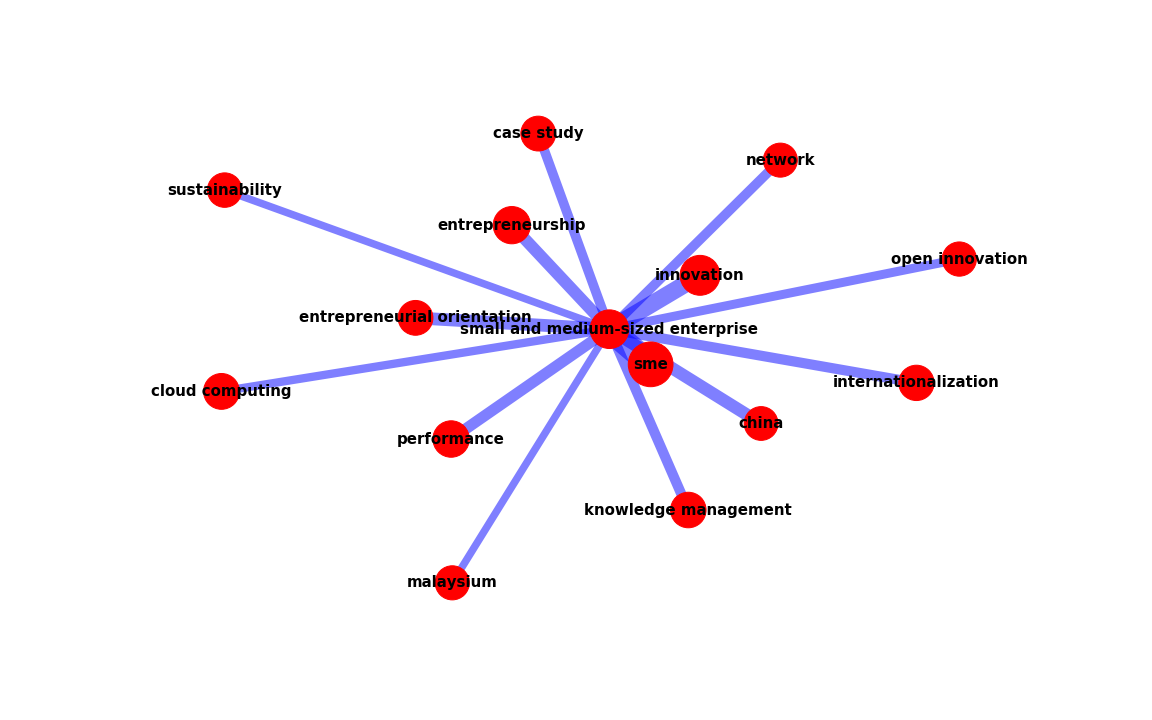 case study
network
sustainability
entrepreneurship
open innovation
innovation
entrepreneurial orientation
small and medium-sized enterprise
sme
internationalization
cloud computing
china
performance
knowledge management
malaysium